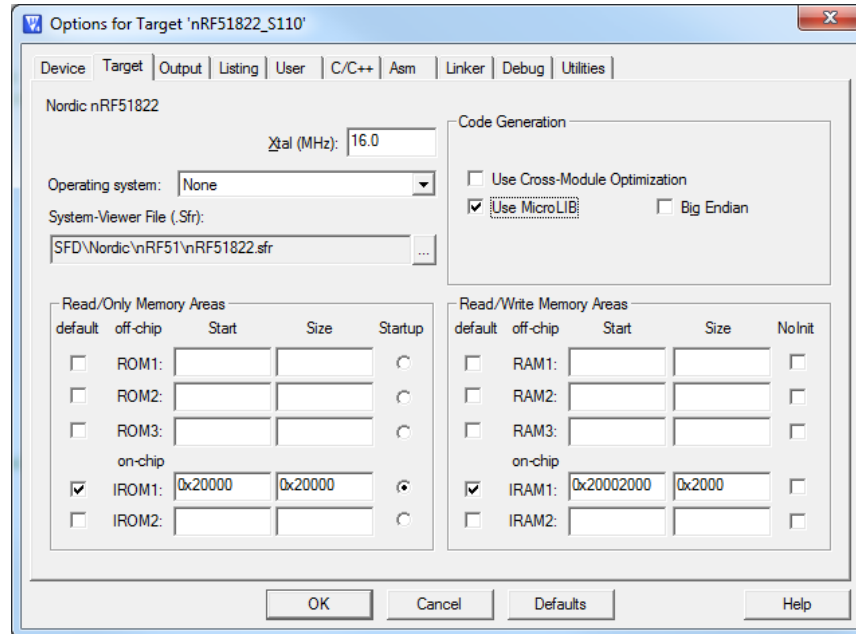 Options for Target 'nRF51822_S110'
Device Target Output Listing User C/C++ Asm Linker Debug Utilities
Nordic nRF51822
Xtal (MHz): 16.0
Operating system: None
System-Viewer File (.Sfr):
SFD\Nordic\nRF51\nRF51822.sfr ...
Code Generation
Use Cross-Module Optimization
Use MicroLIB Big Endian
Read/Only Memory Areas
default off-chip Start Size Startup
ROM1:
ROM2:
ROM3:
on-chip
IROM1: 0x20000 0x20000
IROM2:
Read/Write Memory Areas
default off-chip Start Size NoInit
RAM1:
RAM2:
RAM3:
on-chip
IRAM1: 0x20002000 0x2000
IRAM2:
OK Cancel Defaults Help